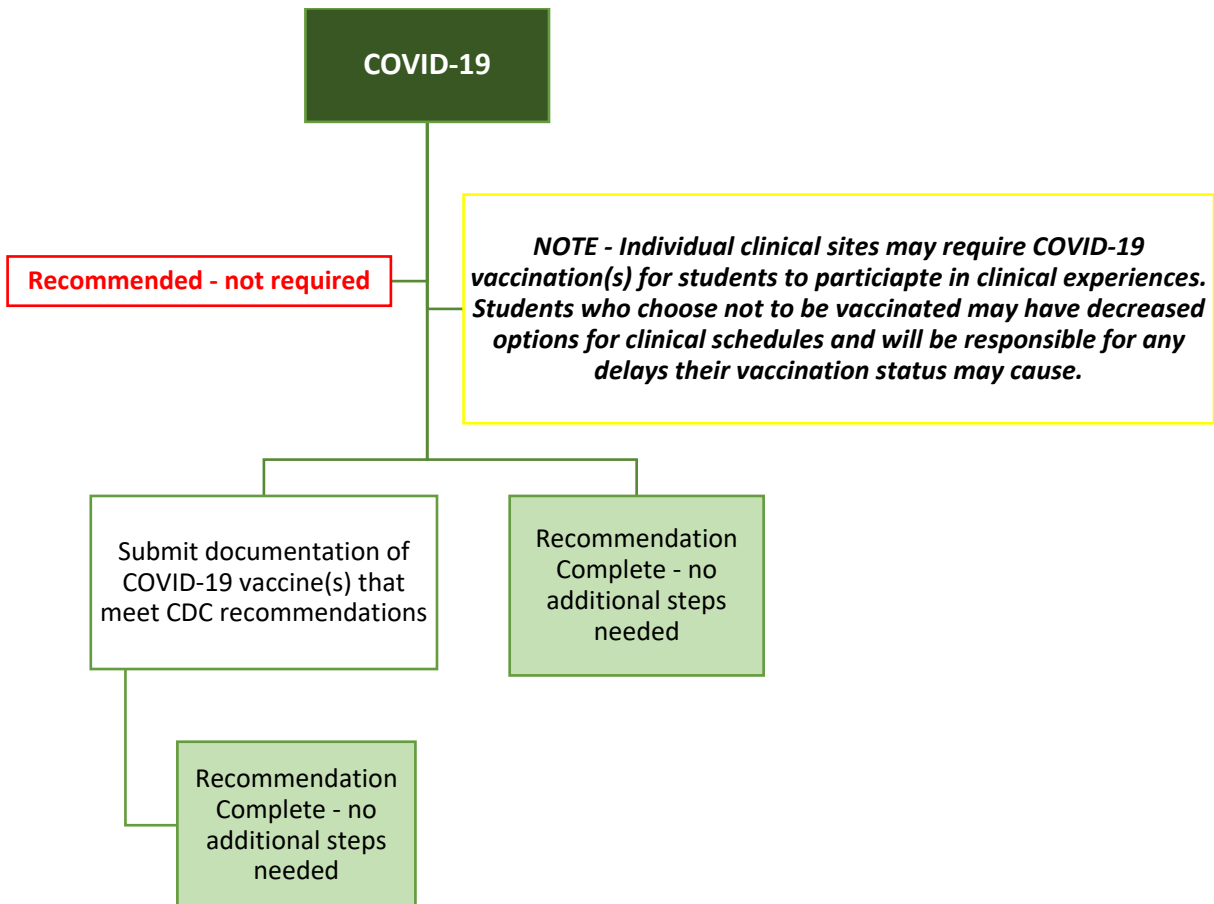 COVID-19
Recommended - not required
NOTE - Individual clinical sites may require COVID-19
vaccination(s) for students to particiapte in clinical experiences.
Students who choose not to be vaccinated may have decreased
options for clinical schedules and will be responsible for any
delays their vaccination status may cause.
Submit documentation of
COVID-19 vaccine(s) that
meet CDC recommendations
Recommendation
Complete - no
additional steps
needed
Recommendation
Complete - no
additional steps
needed